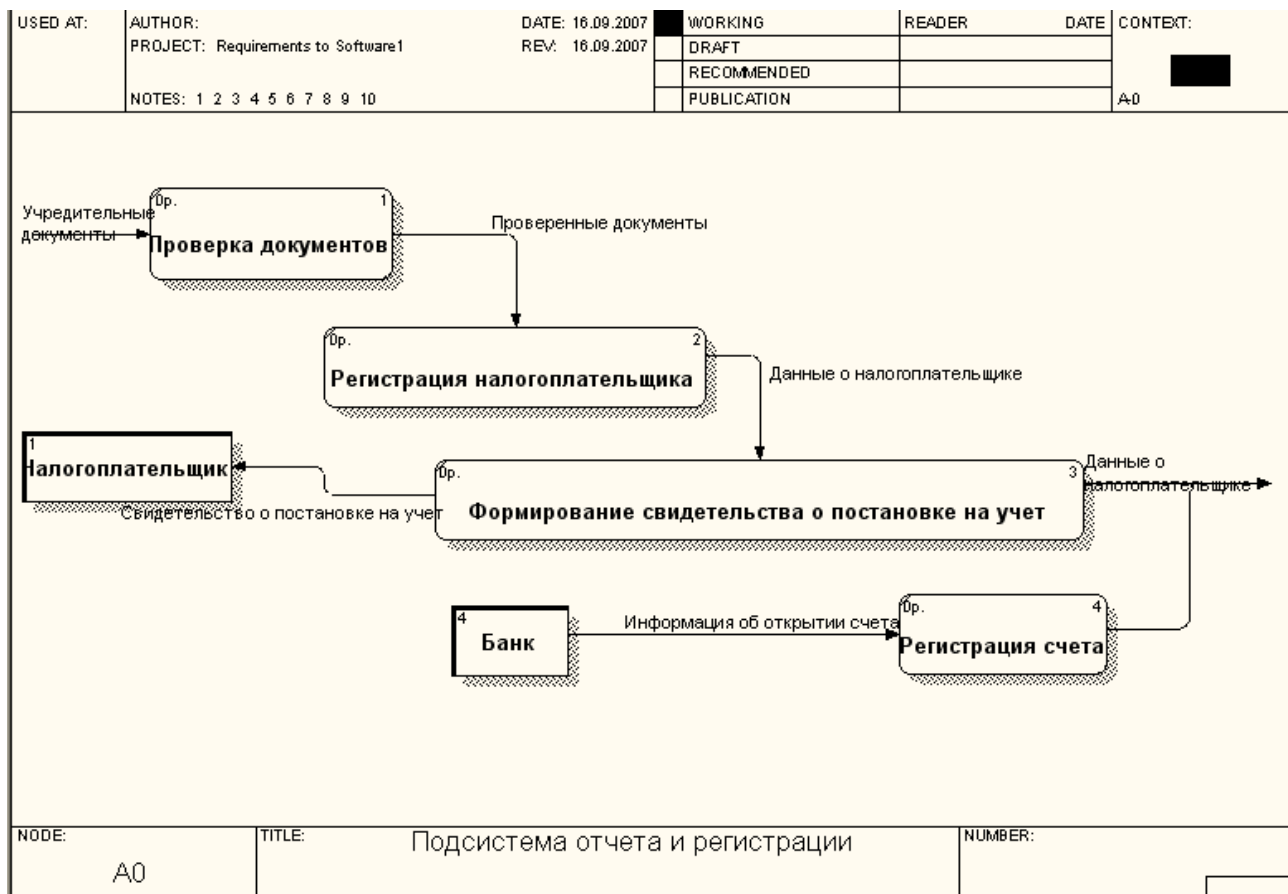 USED AT:
AUTHOR:
DATE: 16.09.2007
PROJECT: Requirements to Software1
REV: 16.09.2007
NOTES: 1 2 3 4 5 6 7 8 9 10
WORKING
DRAFT
RECOMMENDED
PUBLICATION
READER
DATE
CONTEXT:
A-0
Учредительные
документы
0р.
1
Проверка документов
Проверенные документы
0р.
2
Регистрация налогоплательщика
Данные о налогоплательщике
1
Налогоплательщик
Свидетельство о постановке на учет
0р.
3
Формирование свидетельства о постановке на учет
Данные о
налогоплательщике
4
Банк
Информация об открытии счета
0р.
4
Регистрация счета
NODE:
A0
TITLE:
Подсистема отчета и регистрации
NUMBER: